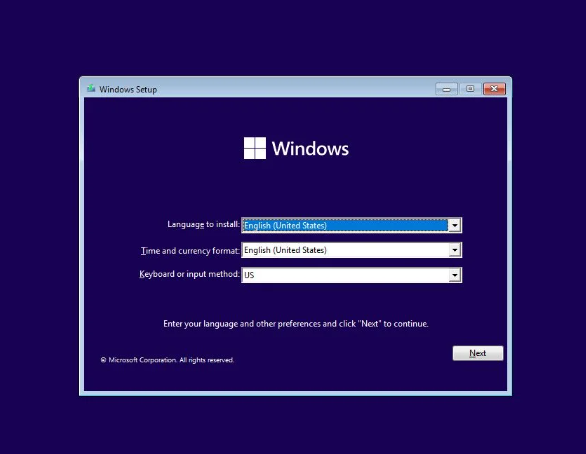 Windows Setup
Windows
Language to install: English (United States)
Time and currency format: English (United States)
Keyboard or input method: US
Enter your language and other preferences and click "Next" to continue.
© Microsoft Corporation. All rights reserved.
Next